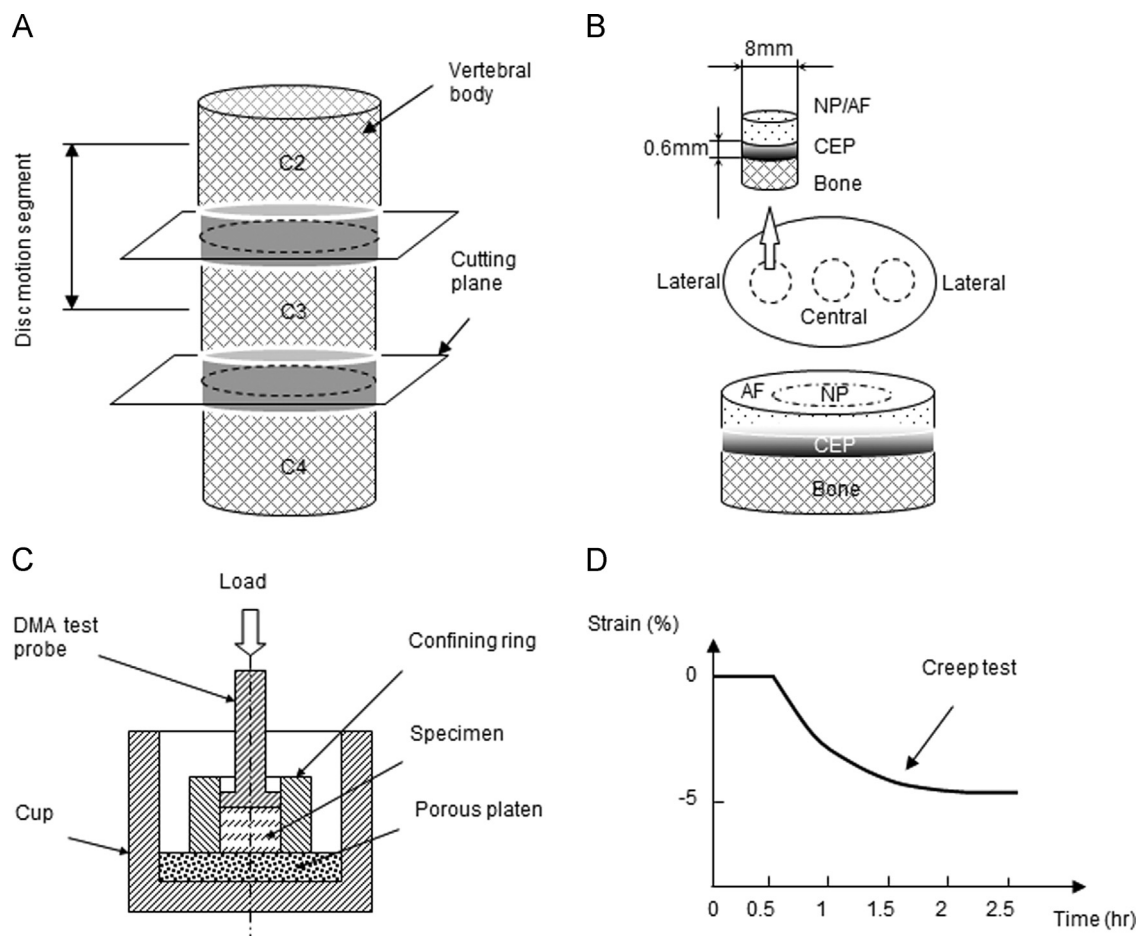 A
Vertebral
body
C2
Disc motion segment
Cutting
plane
C3
C4
B
8mm
NP/AF
0.6mm
CEP
Bone
Lateral
Lateral
Central
AF
NP
CEP
Bone
C
Load
DMA test
probe
Confining ring
Specimen
Cup
Porous platen
D
Strain (%)
0
Creep test
-5
0 0.5 1 1.5 2 2.5
Time (hr)